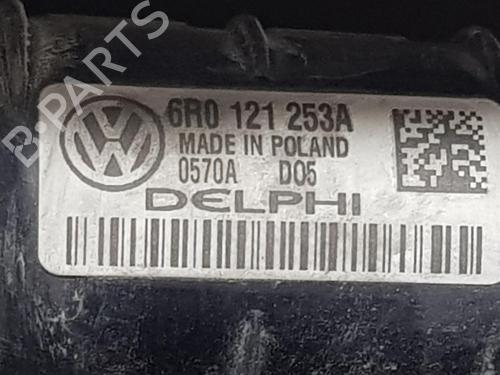 6R0 121 253A
MADE IN POLAND
0570A D05
DELPHI
B-PARTS